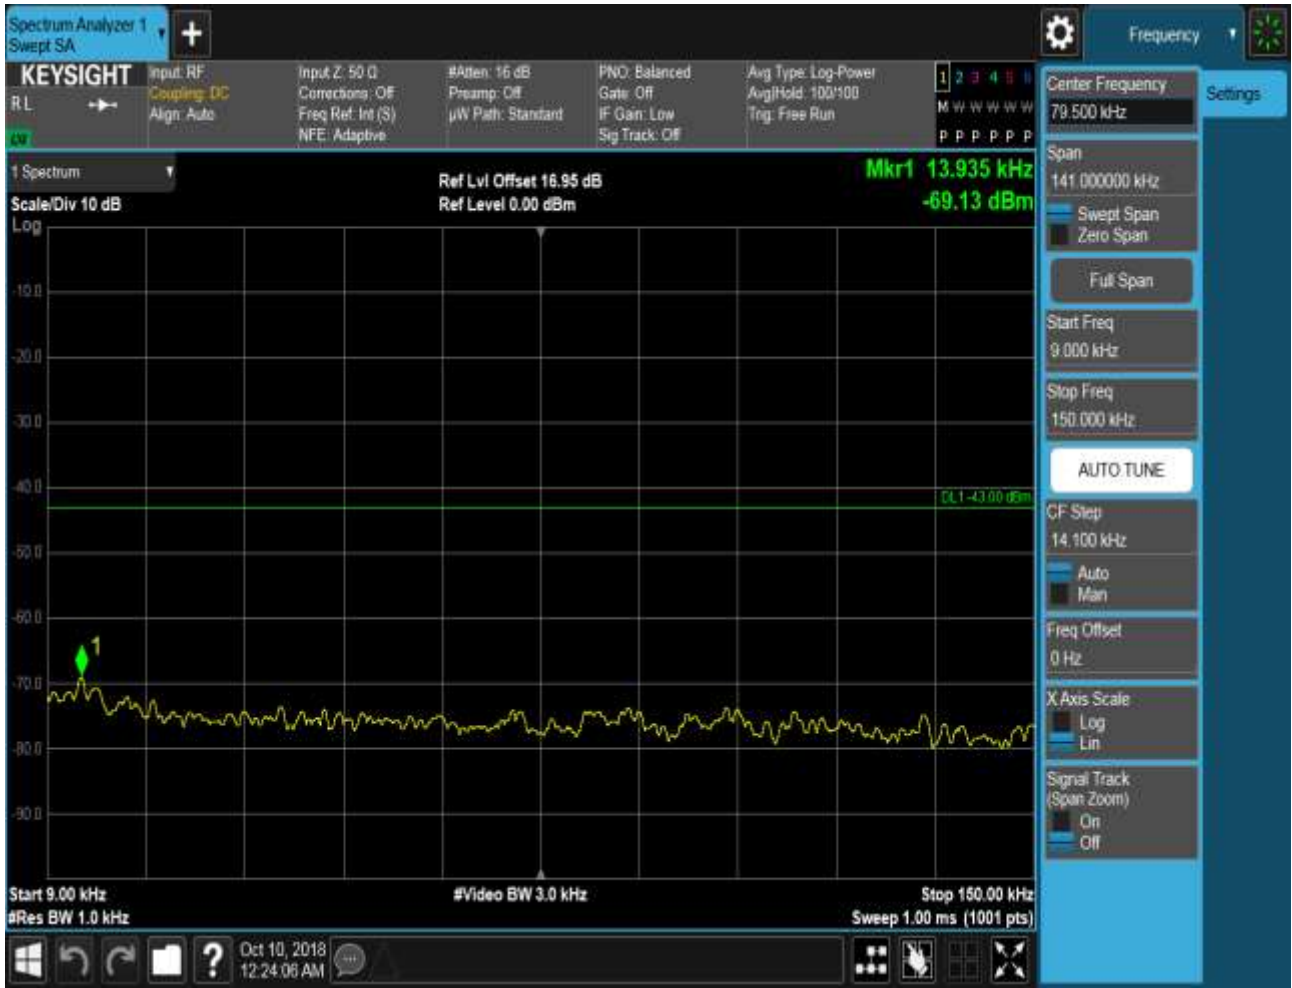 Spectrum Analyzer 1
Swept SA
Frequency
KEYSIGHT
R L
Input: RF
Coupling: DC
Align: Auto
Input Z: 50 Ω
Corrections: Off
Freq Ref: Int (S)
NFE: Adaptive
#Atten: 16 dB
Preamp: Off
µW Path: Standard
PNO: Balanced
Gate: Off
IF Gain: Low
Sig Track: Off
Avg Type: Log-Power
Avg|Hold: 100/100
Trig: Free Run
1 2 3 4 5 6
M W W W W W
P P P P P P
1 Spectrum
Scale/Div 10 dB
Log
Ref Lvl Offset 16.95 dB
Ref Level 0.00 dBm
Mkr1 13.935 kHz
-69.13 dBm
-10.0
-20.0
-30.0
-40.0
-50.0
-60.0
-70.0
-80.0
-90.0
DL1 -43.00 dBm
1
Start 9.00 kHz
#Res BW 1.0 kHz
#Video BW 3.0 kHz
Stop 150.00 kHz
Sweep 1.00 ms (1001 pts)
Center Frequency
79.500 kHz
Settings
Span
141.000000 kHz
Swept Span
Zero Span
Full Span
Start Freq
9.000 kHz
Stop Freq
150.000 kHz
AUTO TUNE
CF Step
14.100 kHz
Auto
Man
Freq Offset
0 Hz
X Axis Scale
Log
Lin
Signal Track
(Span Zoom)
On
Off
?
Oct 10, 2018
12:24:06 AM